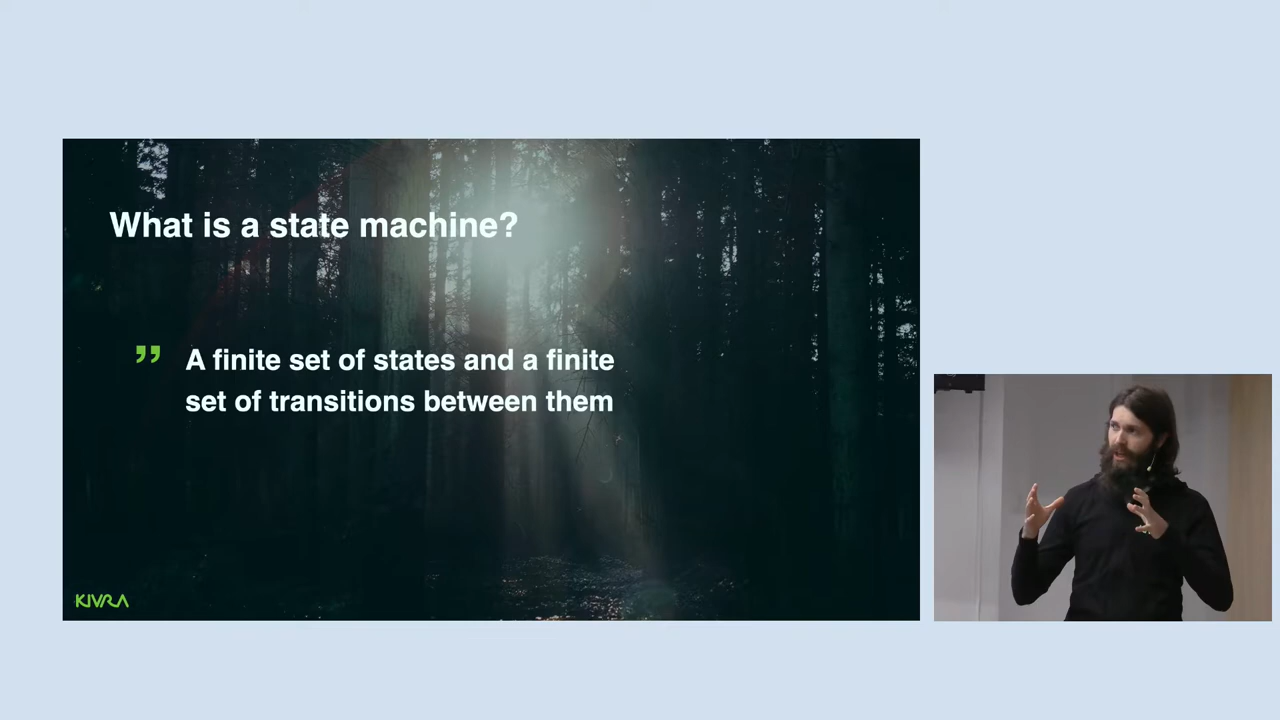 What is a state machine?
” A finite set of states and a finite
set of transitions between them
KIVRA